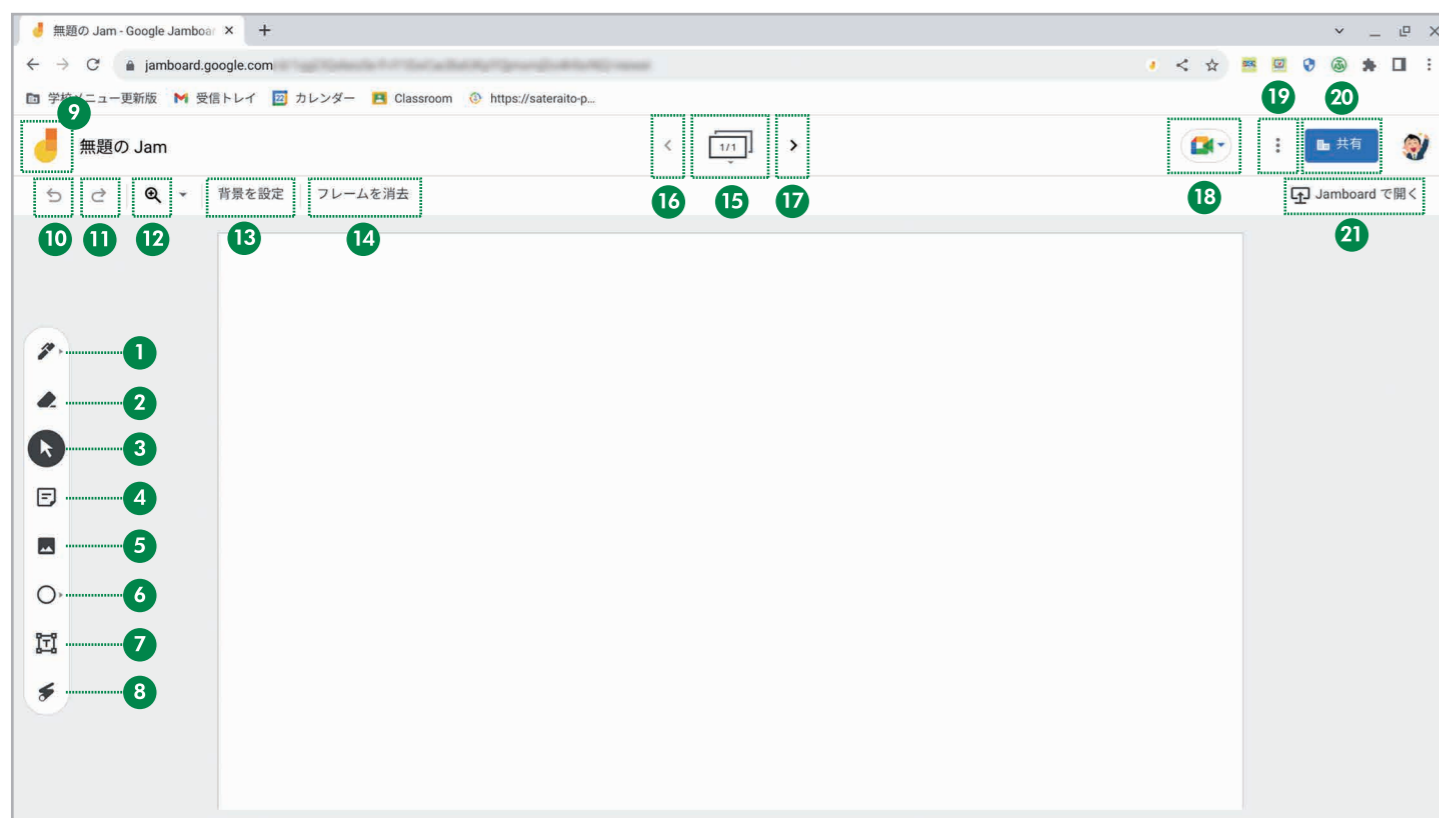 無題の Jam - Google Jamboar
jamboard.google.com
学校メニュー更新版 受信トレイ 22 カレンダー Classroom https://sateraito-p...
9 19 20
無題の Jam 1/1 共有
16 15 17 18
背景を設定 フレームを消去 Jamboard で開く
10 11 12 13 14 21
1
2
3
4
5
6
7
8